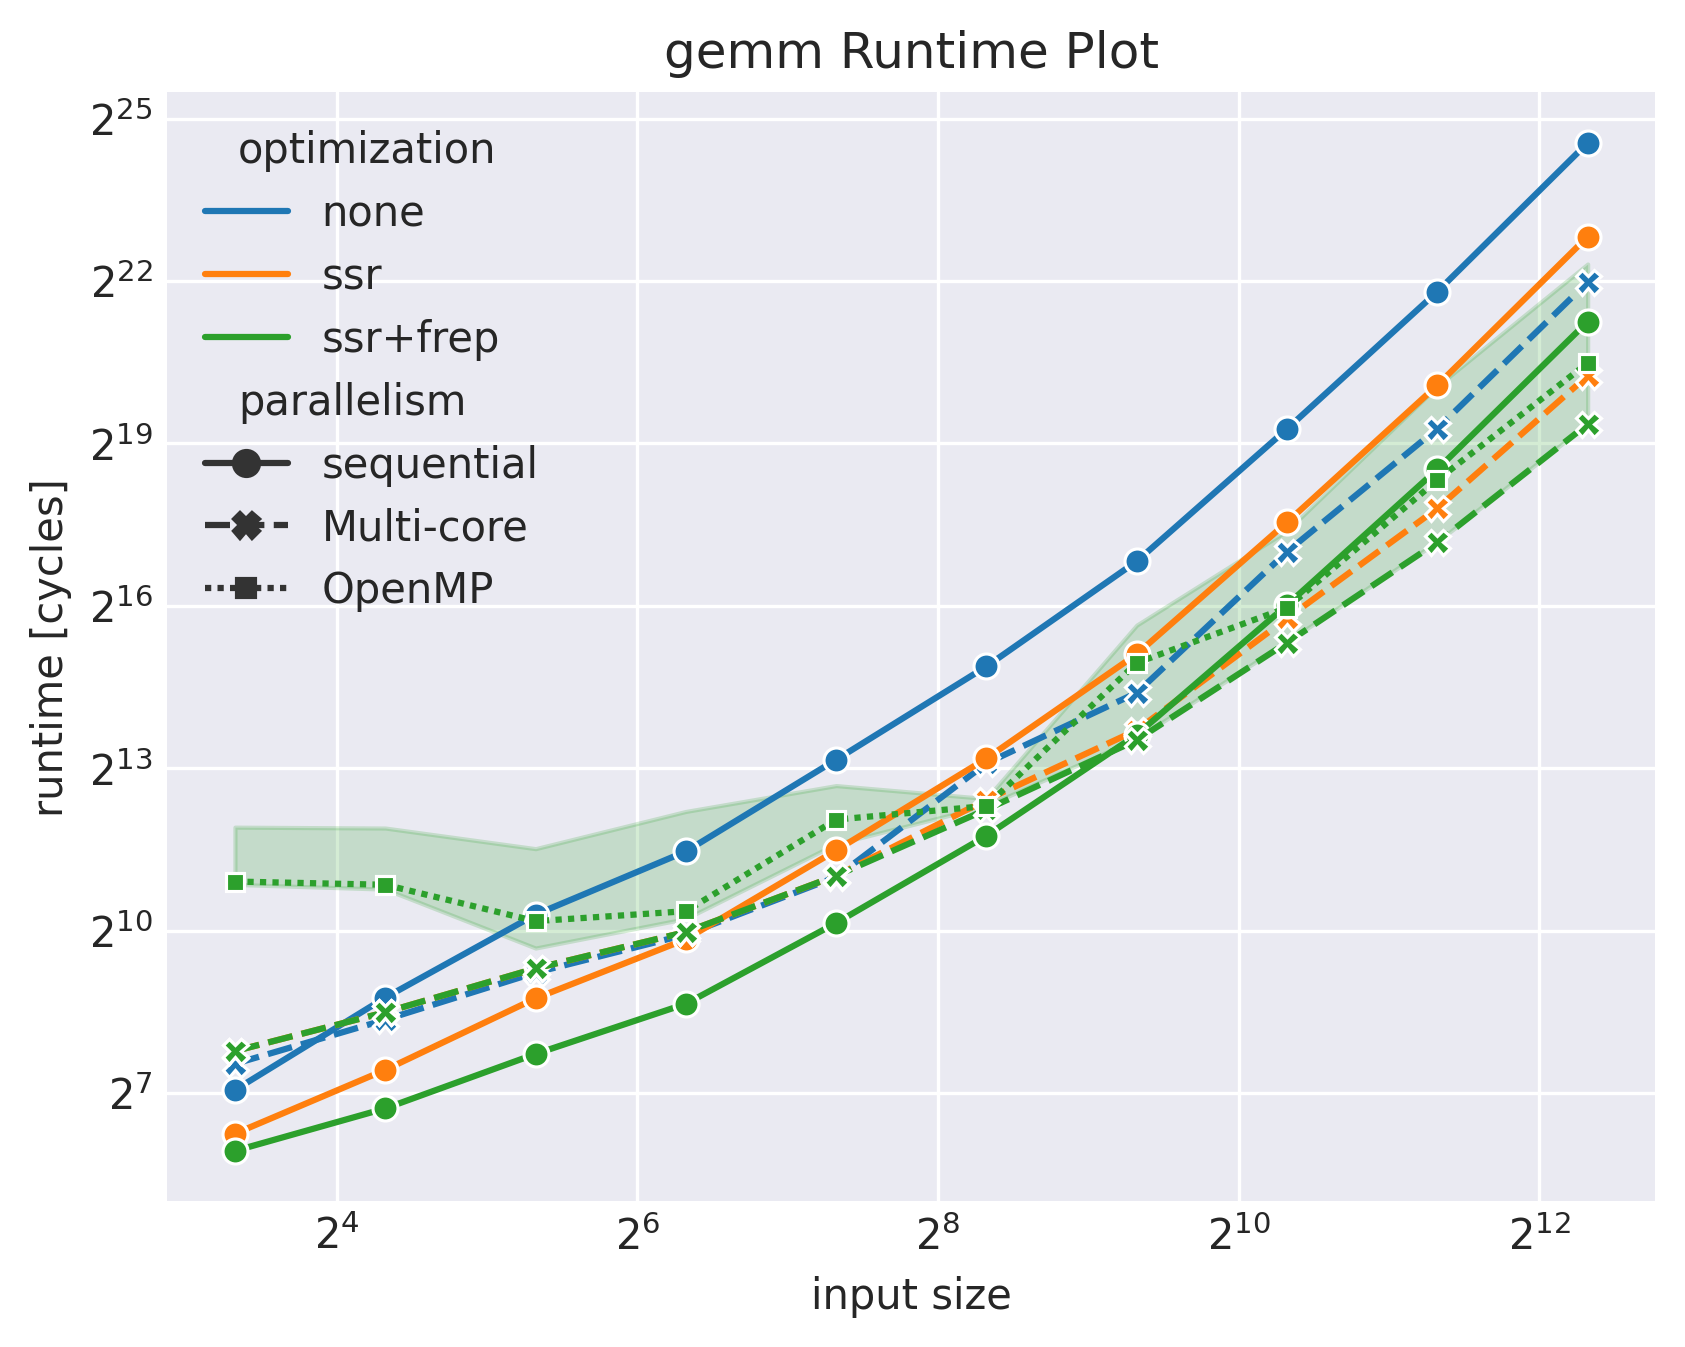 gemm Runtime Plot
2^25
2^22
2^19
2^16
2^13
2^10
2^7
runtime [cycles]
optimization
none
ssr
ssr+frep
parallelism
sequential
Multi-core
OpenMP
2^4 2^6 2^8 2^10 2^12
input size